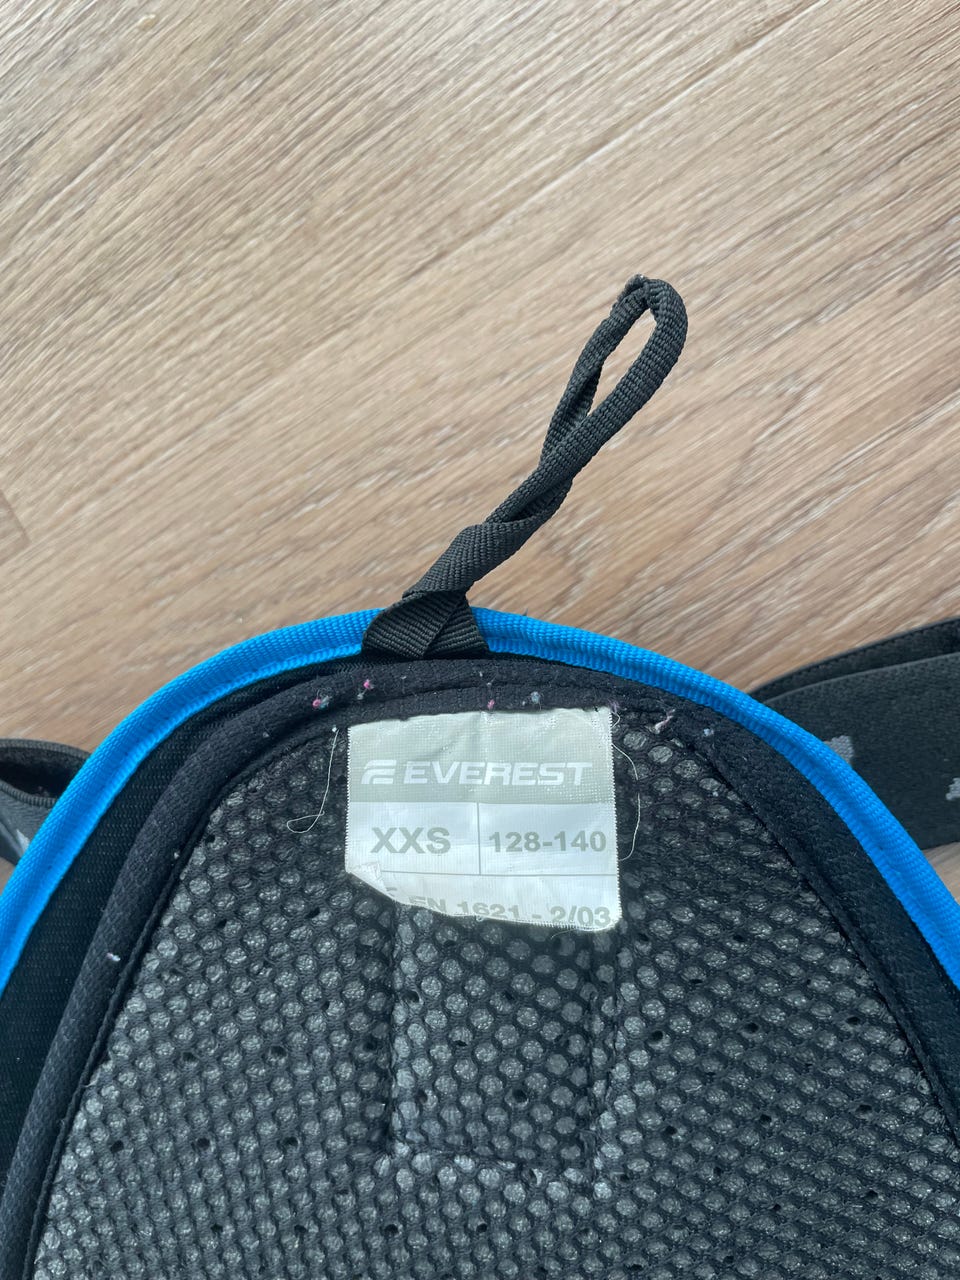 EVEREST
XXS 128-140
EN 1621 - 2/03